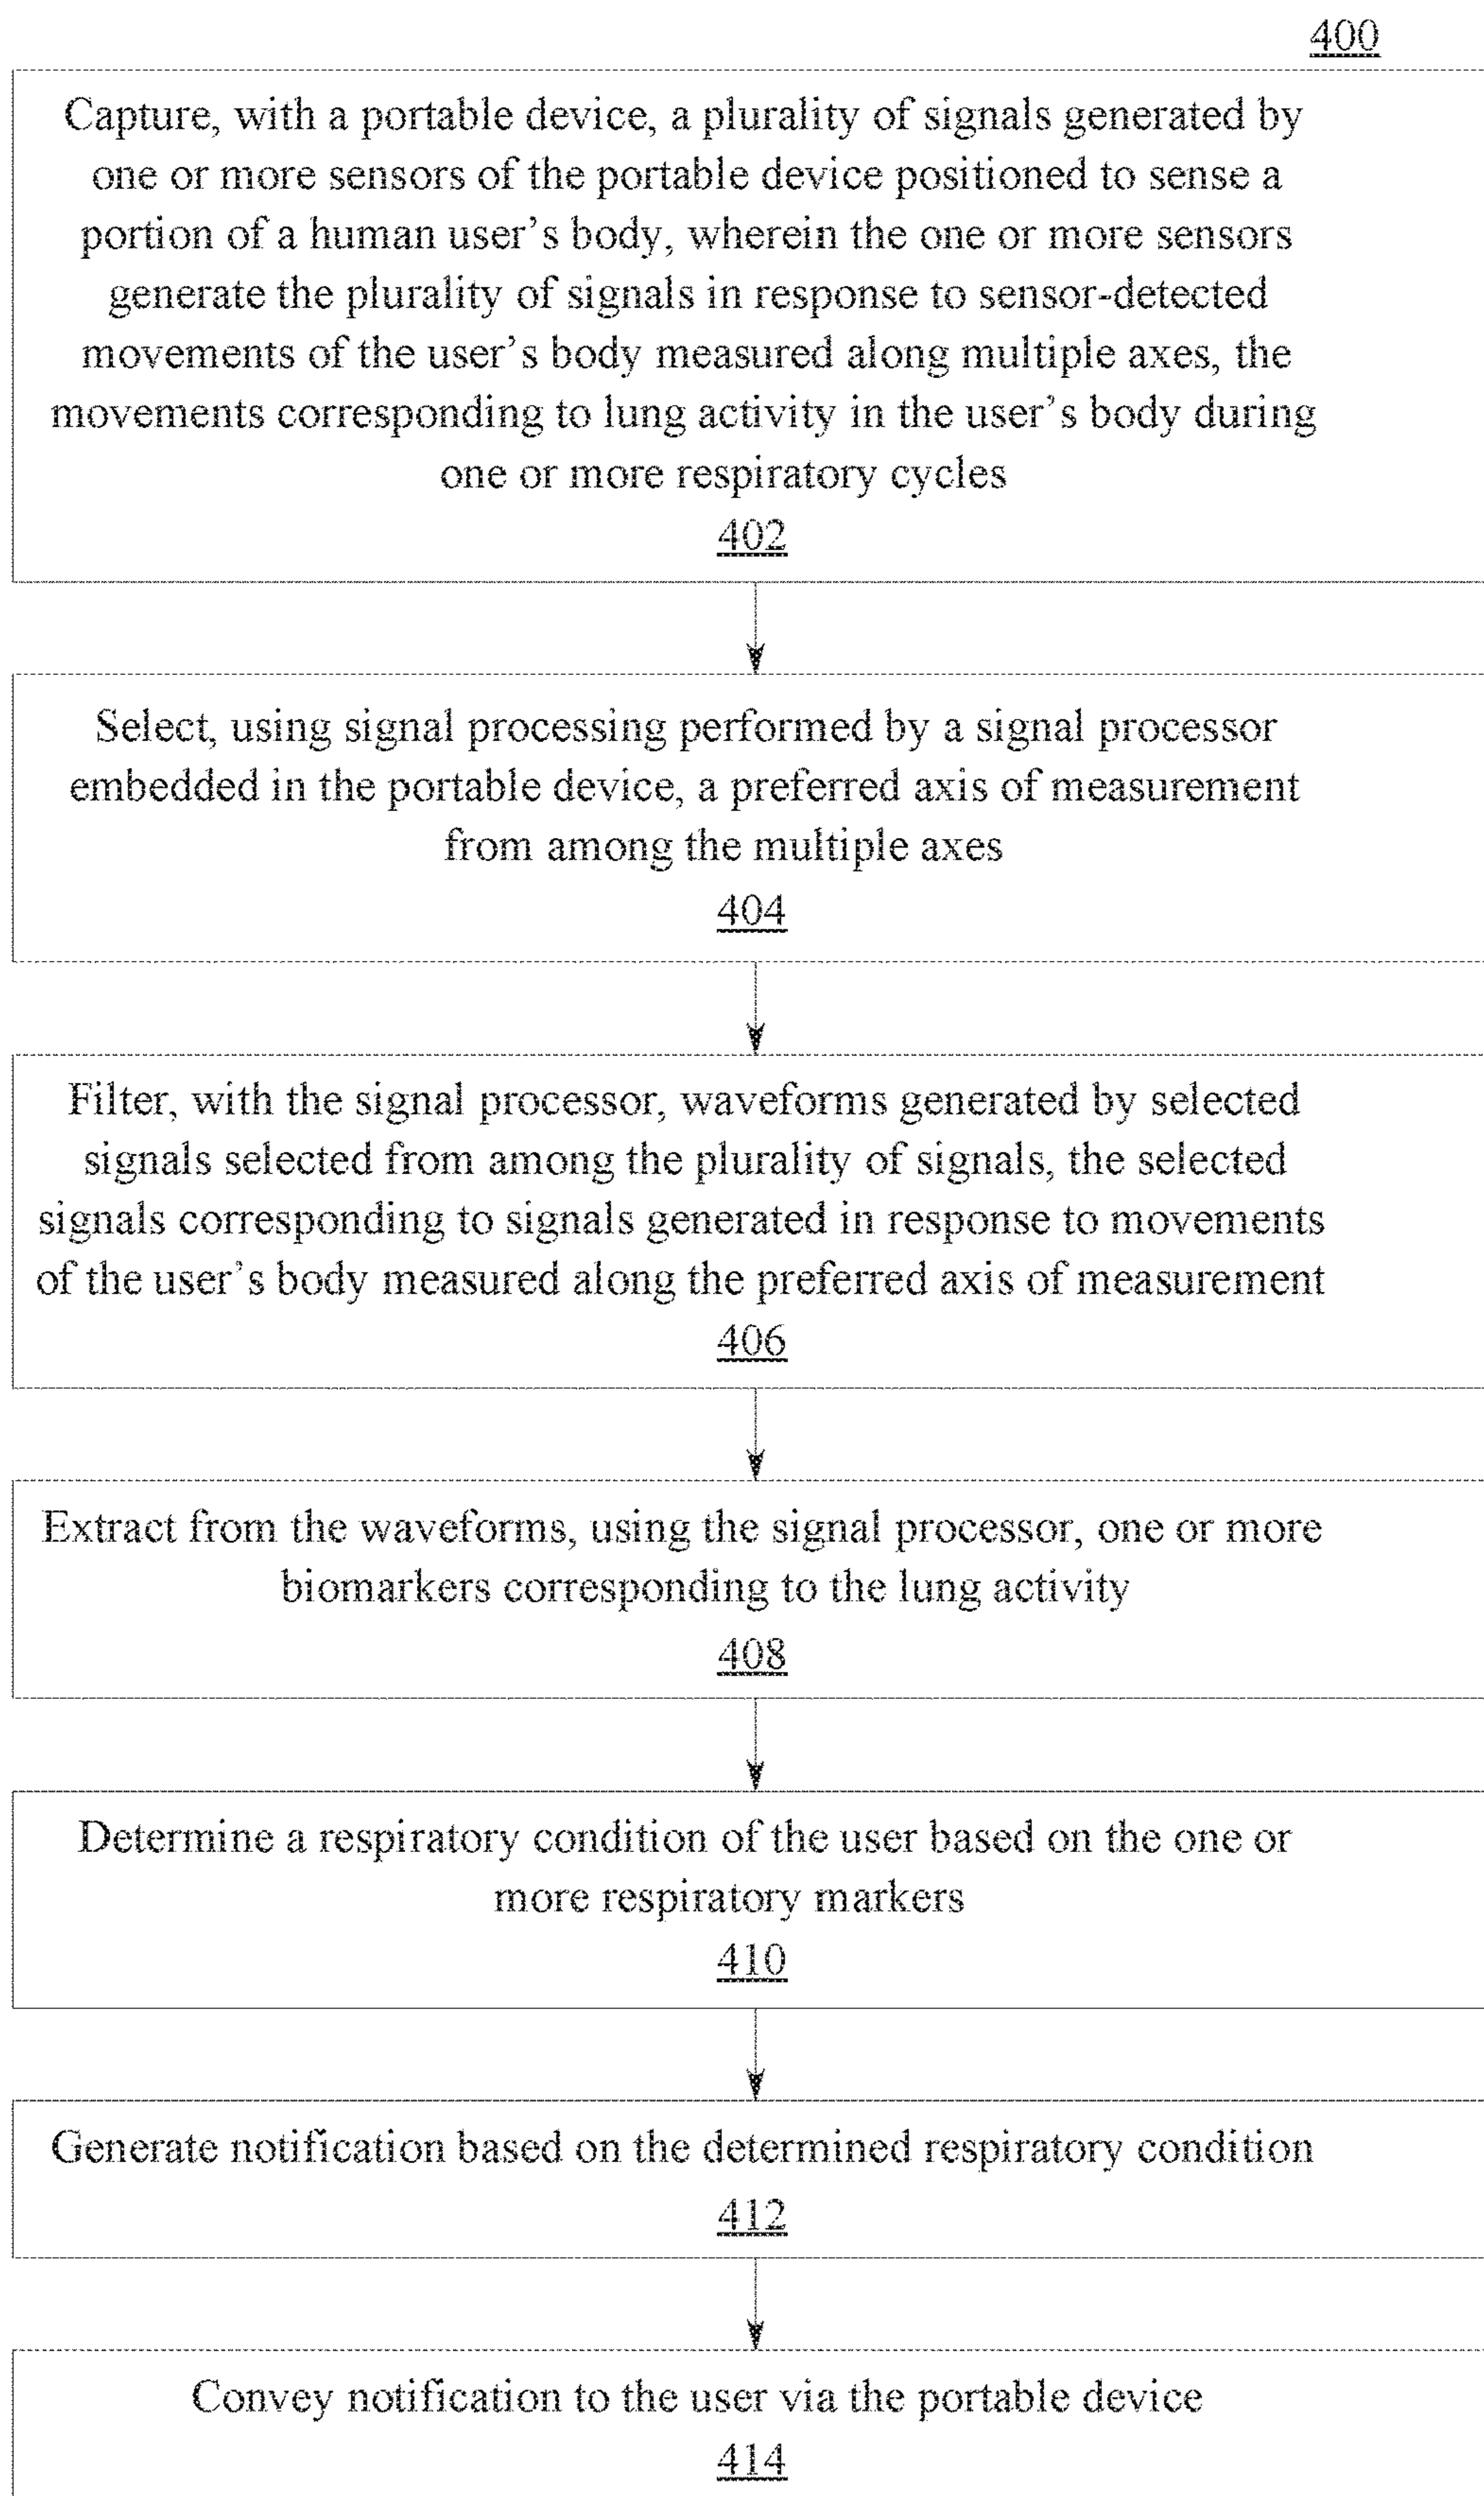 400
Capture, with a portable device, a plurality of signals generated by
one or more sensors of the portable device positioned to sense a
portion of a human user's body, wherein the one or more sensors
generate the plurality of signals in response to sensor-detected
movements of the user's body measured along multiple axes, the
movements corresponding to lung activity in the user's body during
one or more respiratory cycles
402
Select, using signal processing performed by a signal processor
embedded in the portable device, a preferred axis of measurement
from among the multiple axes
404
Filter, with the signal processor, waveforms generated by selected
signals selected from among the plurality of signals, the selected
signals corresponding to signals generated in response to movements
of the user's body measured along the preferred axis of measurement
406
Extract from the waveforms, using the signal processor, one or more
biomarkers corresponding to the lung activity
408
Determine a respiratory condition of the user based on the one or
more respiratory markers
410
Generate notification based on the determined respiratory condition
412
Convey notification to the user via the portable device
414